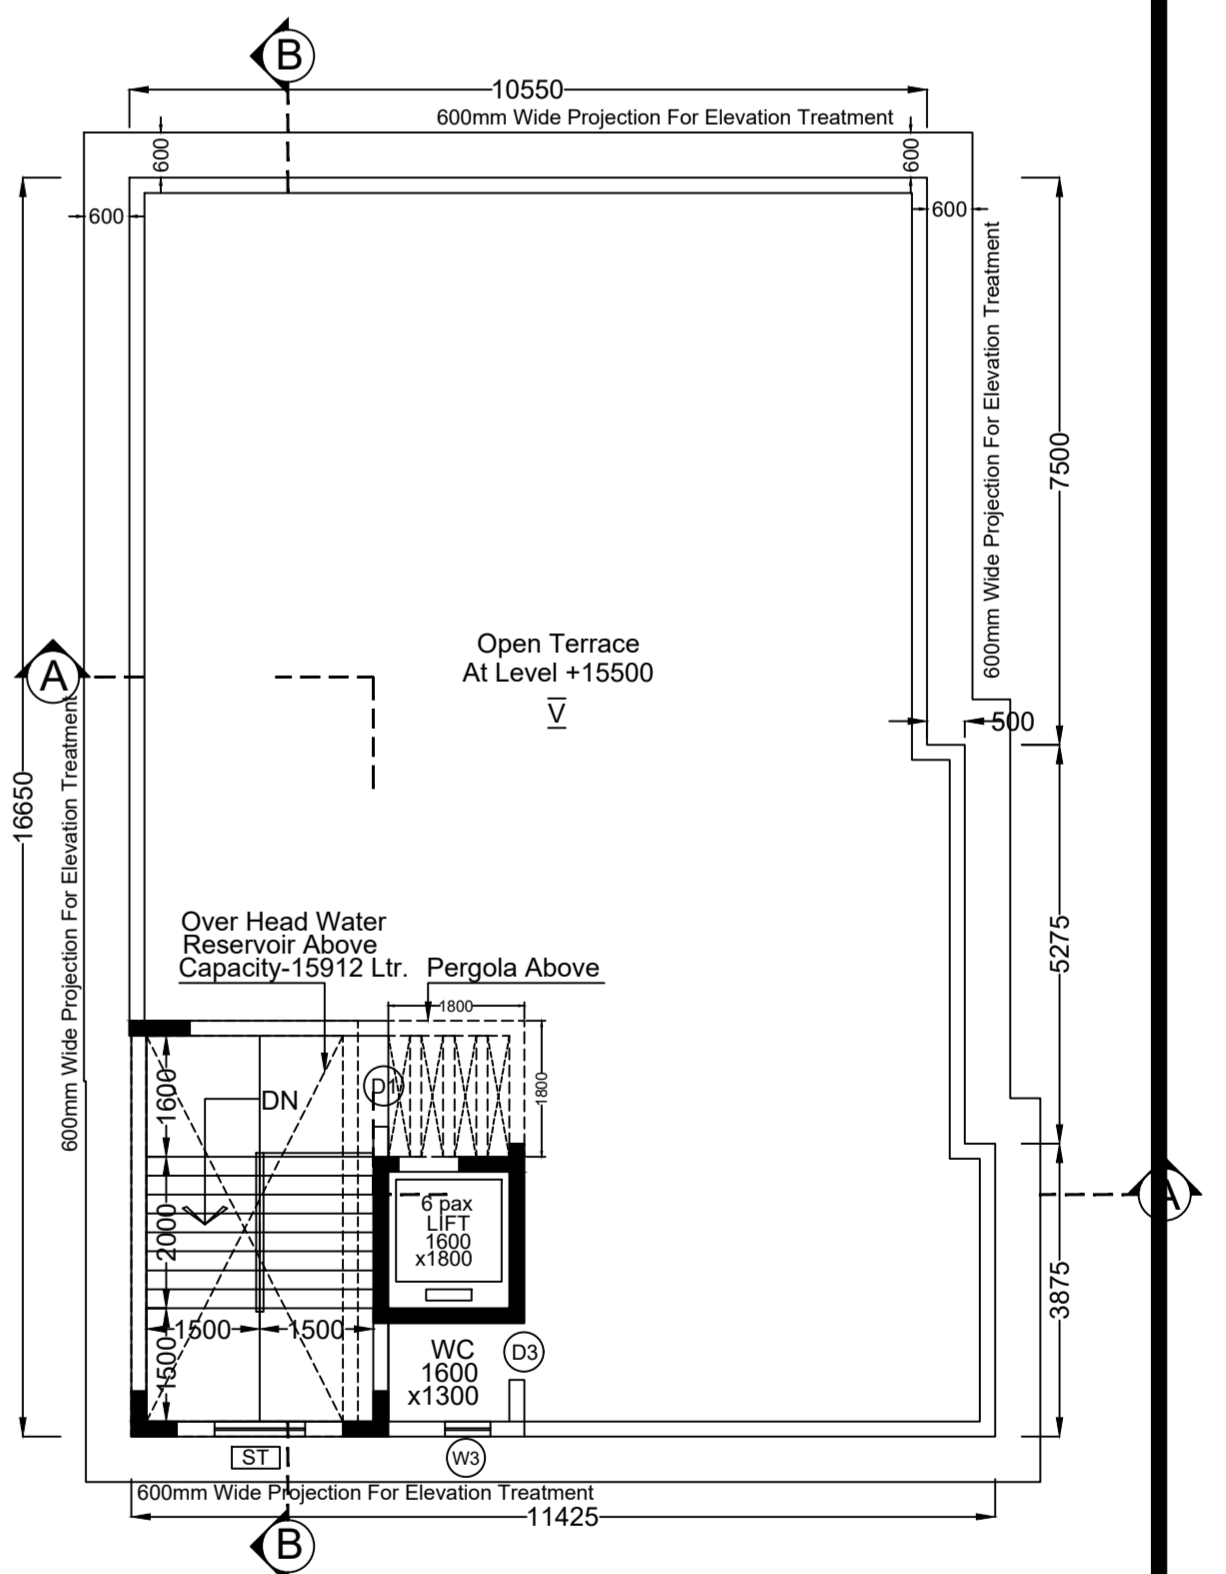 B
10550
600mm Wide Projection For Elevation Treatment
600
600
600
600
600mm Wide Projection For Elevation Treatment
7500
Open Terrace
At Level +15500
V
A
500
16650
600mm Wide Projection For Elevation Treatment
5275
Over Head Water
Reservoir Above
Capacity-15912 Ltr.
Pergola Above
1800
1800
1600
DN
D1
2000
6 pax
LIFT
1600
x1800
A
3875
1500
1500
1500
WC
1600
x1300
D3
ST
W3
600mm Wide Projection For Elevation Treatment
11425
B